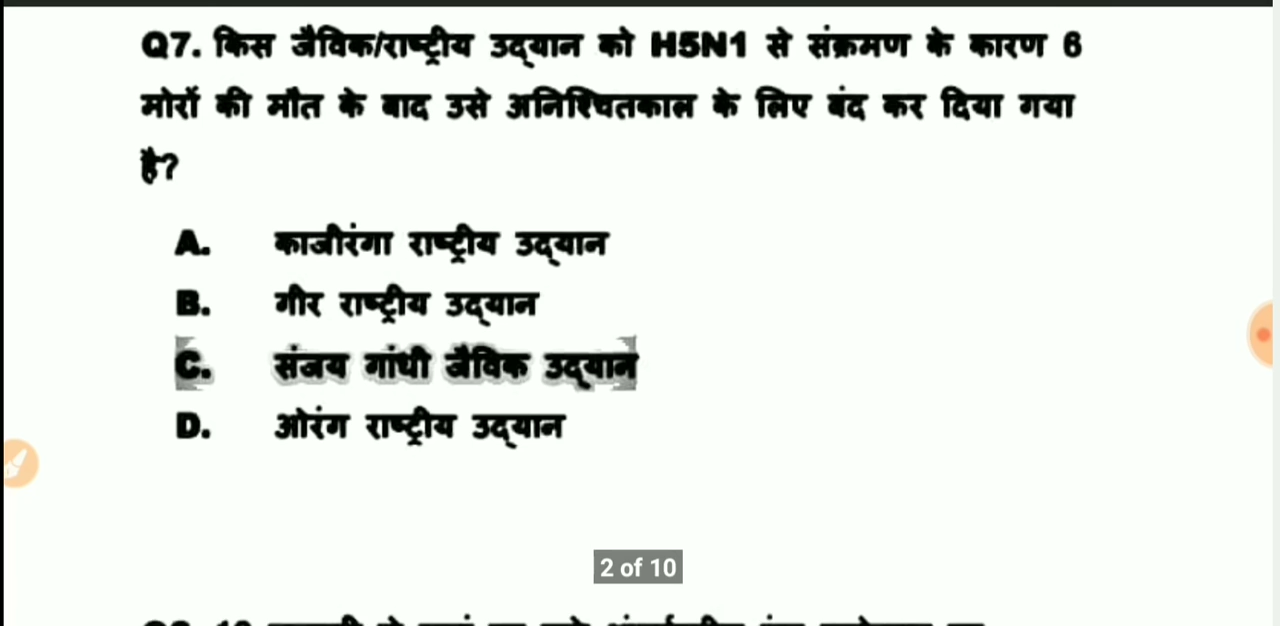 Q7. किस जैविक/राष्ट्रीय उद्यान को H5N1 से संक्रमण के कारण 6
मोरों की मौत के बाद उसे अनिश्चितकाल के लिए बंद कर दिया गया
है?
A. काजीरंगा राष्ट्रीय उद्यान
B. गीर राष्ट्रीय उद्यान
C. संजय गांधी जैविक उद्यान
D. ओरंग राष्ट्रीय उद्यान
2 of 10